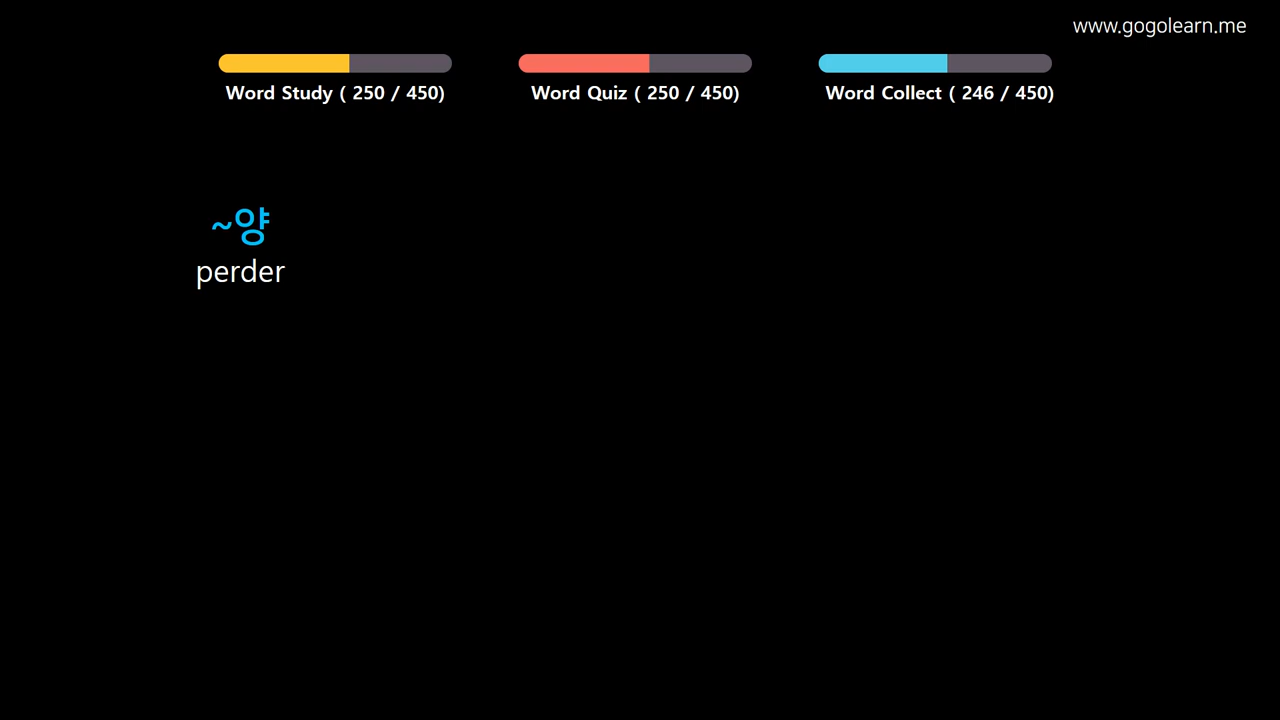 www.gogolearn.me
Word Study ( 250 / 450)
Word Quiz ( 250 / 450)
Word Collect ( 246 / 450)
~양
perder